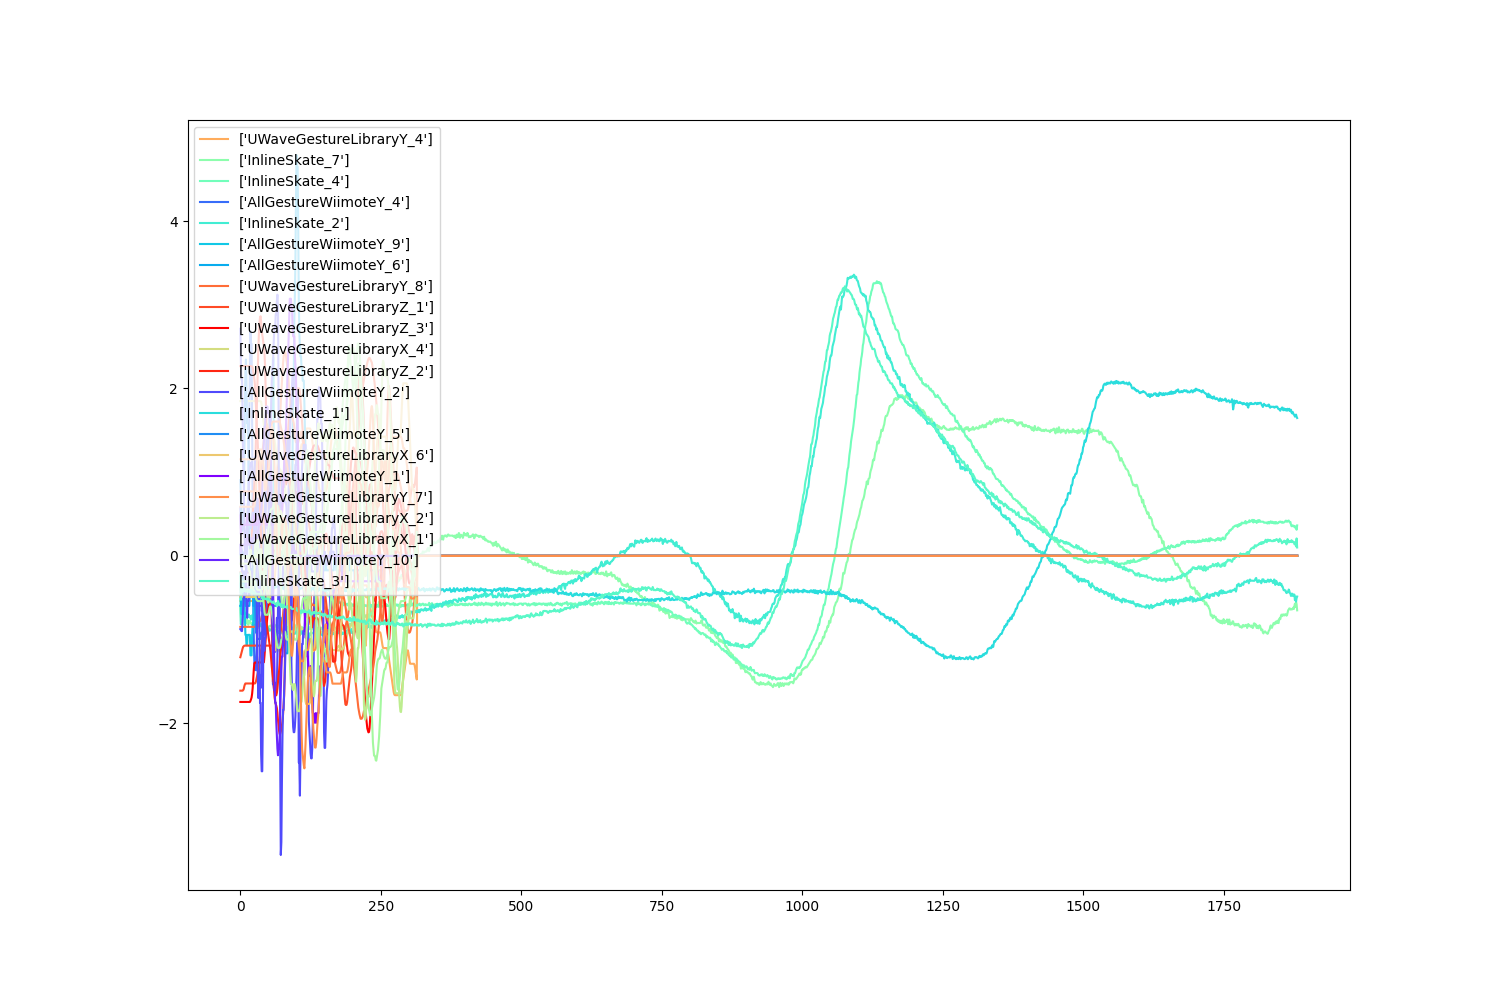 ['UWaveGestureLibraryY_4']
['InlineSkate_7']
['InlineSkate_4']
['AllGestureWiimoteY_4']
['InlineSkate_2']
['AllGestureWiimoteY_9']
['AllGestureWiimoteY_6']
['UWaveGestureLibraryY_8']
['UWaveGestureLibraryZ_1']
['UWaveGestureLibraryZ_3']
['UWaveGestureLibraryX_4']
['UWaveGestureLibraryZ_2']
['AllGestureWiimoteY_2']
['InlineSkate_1']
['AllGestureWiimoteY_5']
['UWaveGestureLibraryX_6']
['AllGestureWiimoteY_1']
['UWaveGestureLibraryY_7']
['UWaveGestureLibraryX_2']
['UWaveGestureLibraryX_1']
['AllGestureWiimoteY_10']
['InlineSkate_3']
4
2
0
−2
0 250 500 750 1000 1250 1500 1750